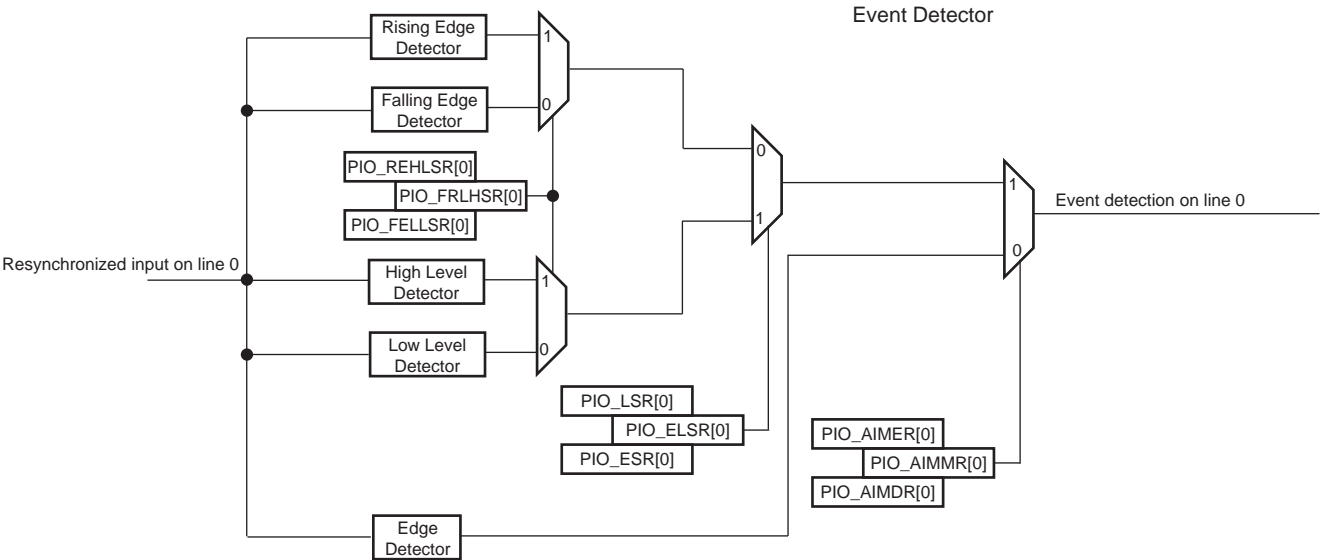 Event Detector
Rising Edge
Detector
1
Falling Edge
Detector
0
PIO_REHLSR[0]
PIO_FRLHSR[0]
PIO_FELLSR[0]
0
1
1
0
Event detection on line 0
Resynchronized input on line 0
High Level
Detector
1
Low Level
Detector
0
PIO_LSR[0]
PIO_ELSR[0]
PIO_ESR[0]
PIO_AIMER[0]
PIO_AIMMR[0]
PIO_AIMDR[0]
Edge
Detector